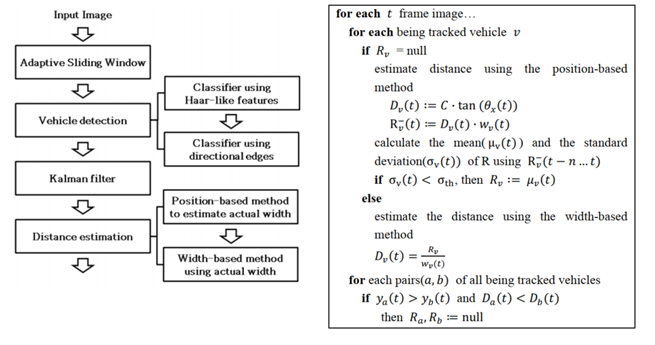 Input Image
Adaptive Sliding Window
Vehicle detection
Classifier using
Haar-like features
Classifier using
directional edges
Kalman filter
Distance estimation
Position-based method
to estimate actual width
Width-based method
using actual width
for each t frame image…
for each being tracked vehicle v
if Rᵥ = null
estimate distance using the position-based
method
Dᵥ(t) := C · tan (θₓ(t))
Rᵥ̄(t) := Dᵥ(t) · wᵥ(t)
calculate the mean(μᵥ(t)) and the standard
deviation(σᵥ(t)) of R using Rᵥ̄(t − n … t)
if σᵥ(t) < σth, then Rᵥ := μᵥ(t)
else
estimate the distance using the width-based
method
Dᵥ(t) = Rᵥ / wᵥ(t)
for each pairs(a, b) of all being tracked vehicles
if yₐ(t) > y_b(t) and Dₐ(t) < D_b(t)
then Rₐ, R_b := null